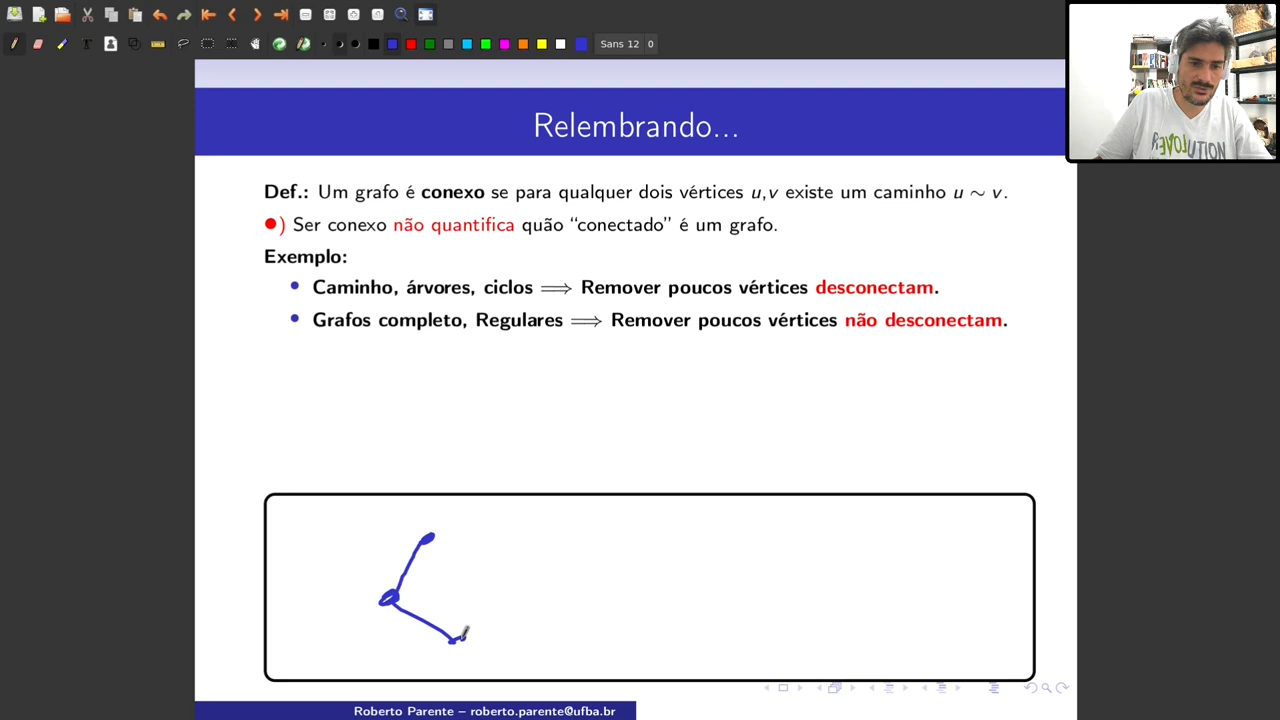 Sans 12 0
Relembrando...
Def.: Um grafo é conexo se para qualquer dois vértices u,v existe um caminho u ∼ v.
●) Ser conexo não quantifica quão “conectado” é um grafo.
Exemplo:
• Caminho, árvores, ciclos ⟹ Remover poucos vértices desconectam.
• Grafos completo, Regulares ⟹ Remover poucos vértices não desconectam.
Roberto Parente – roberto.parente@ufba.br